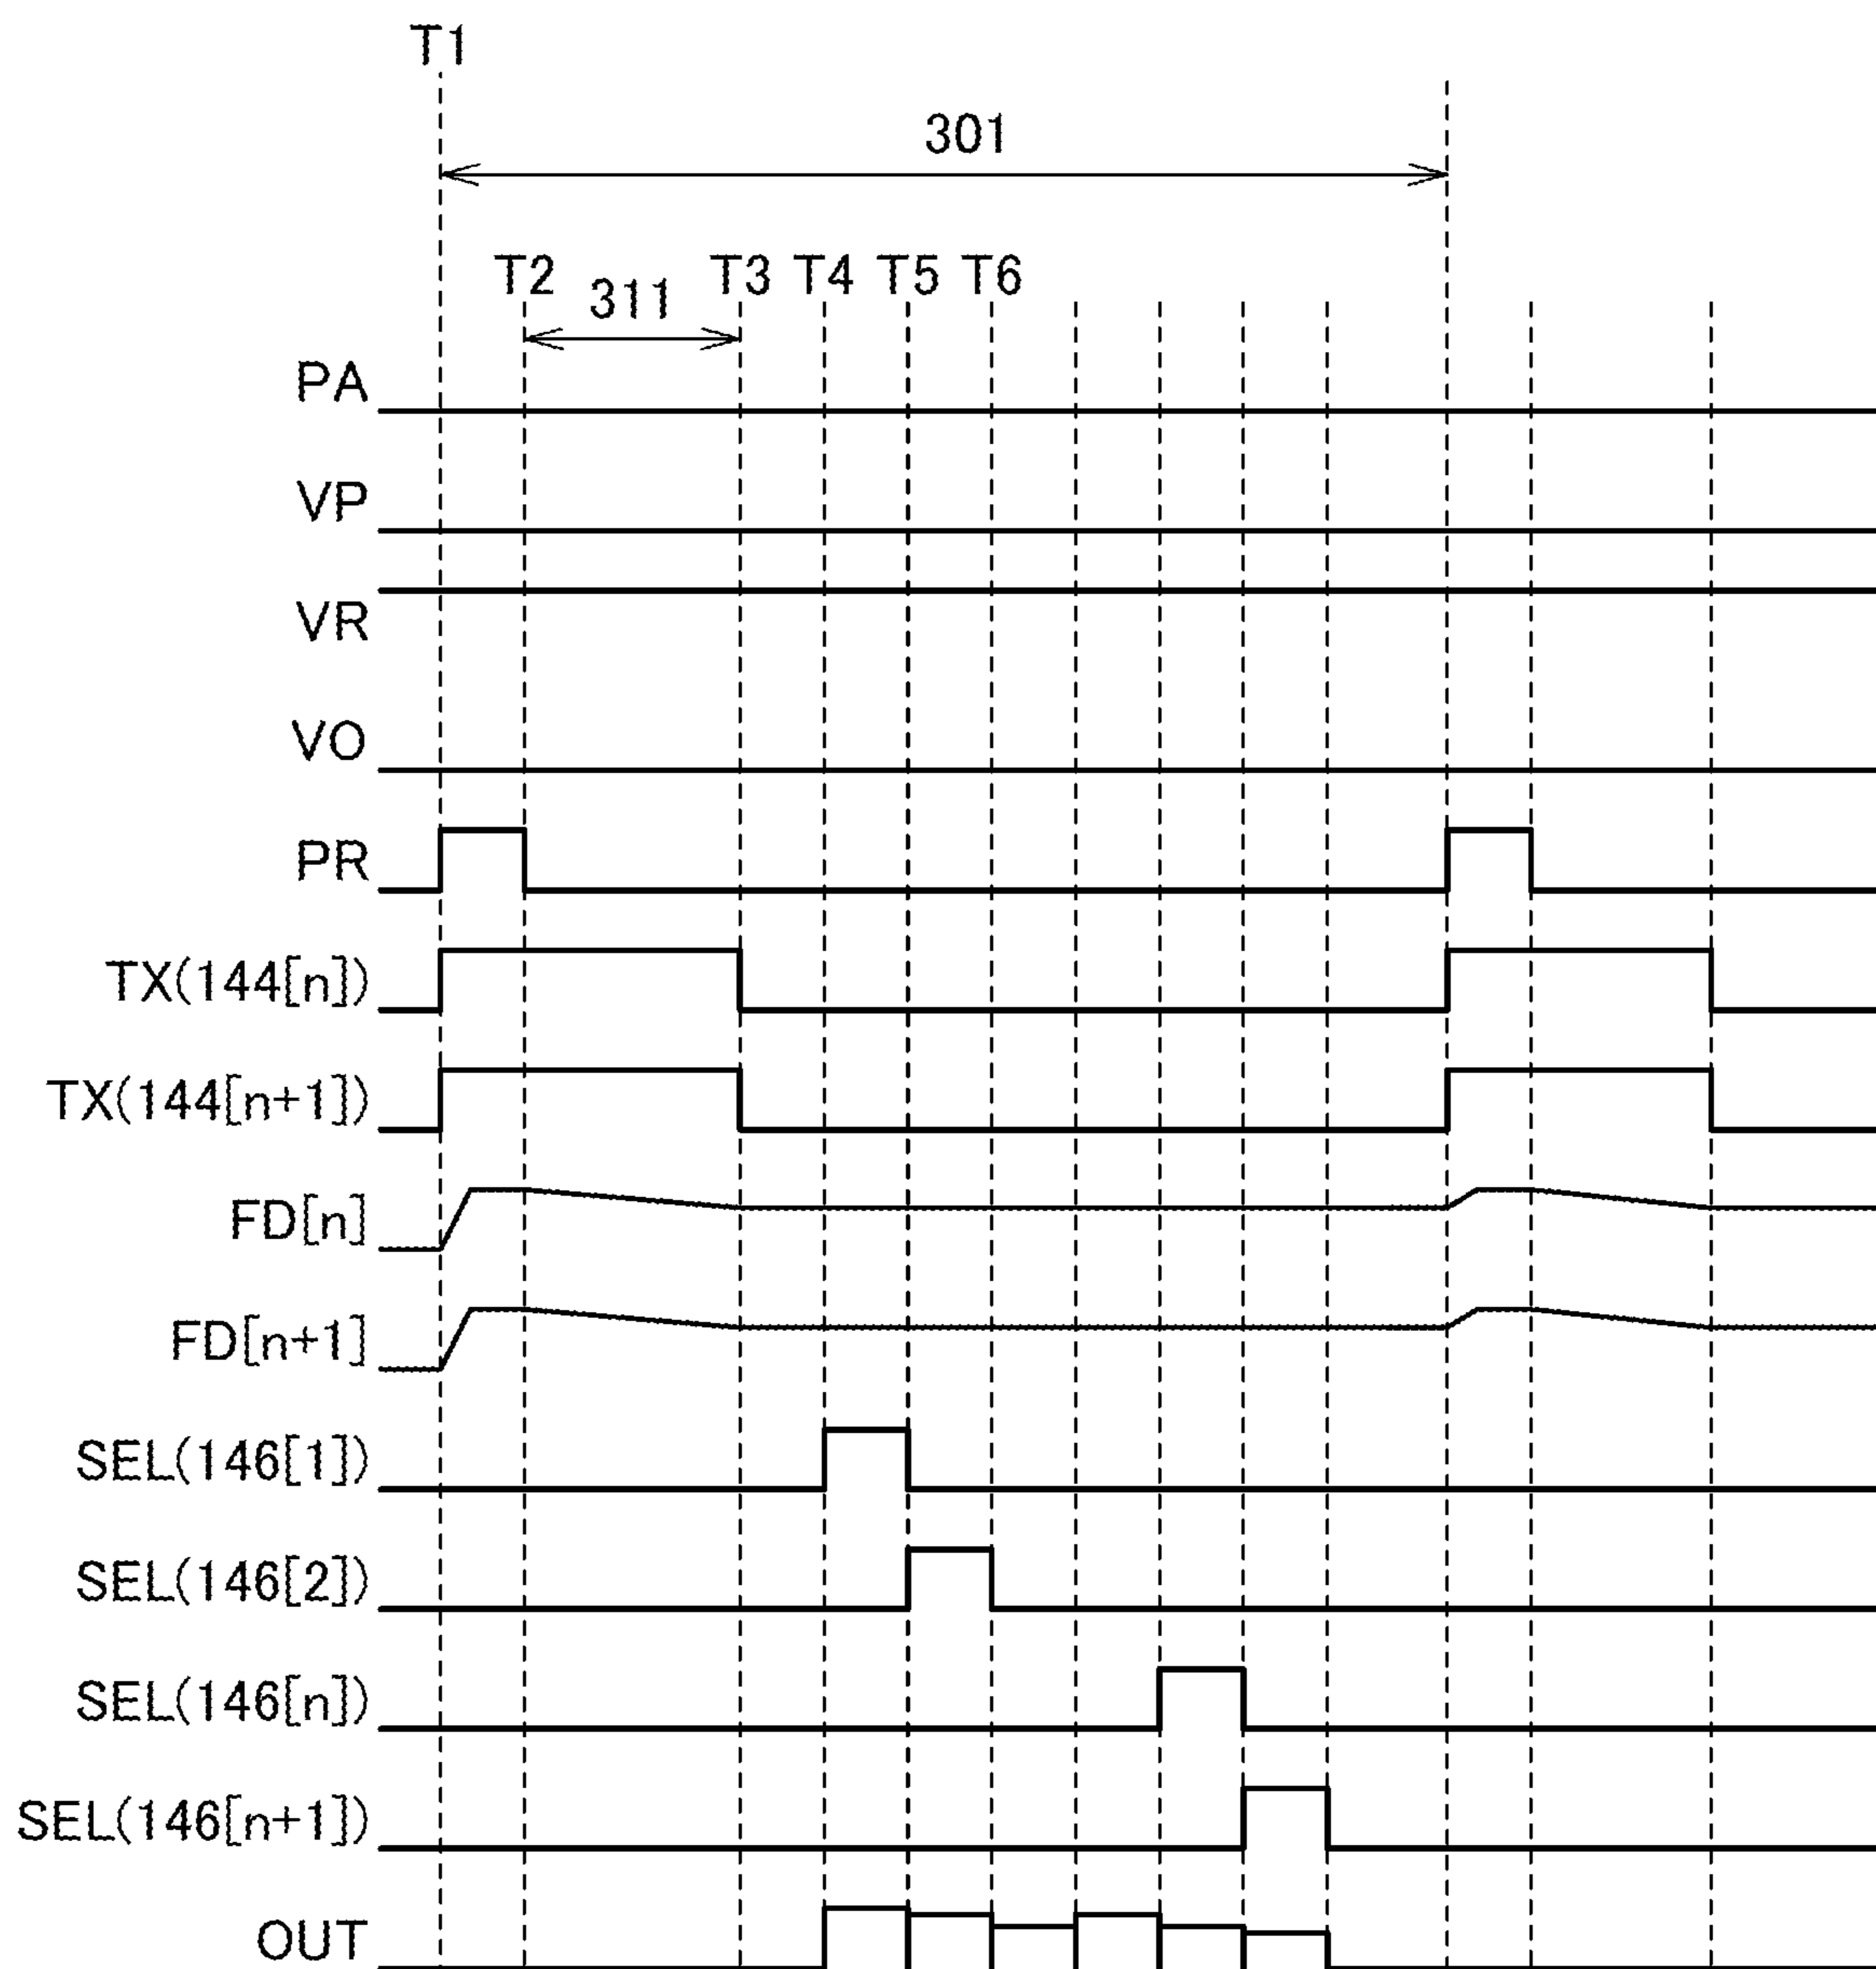 T1
301
T2 311 T3 T4 T5 T6
PA
VP
VR
VO
PR
TX(144[n])
TX(144[n+1])
FD[n]
FD[n+1]
SEL(146[1])
SEL(146[2])
SEL(146[n])
SEL(146[n+1])
OUT